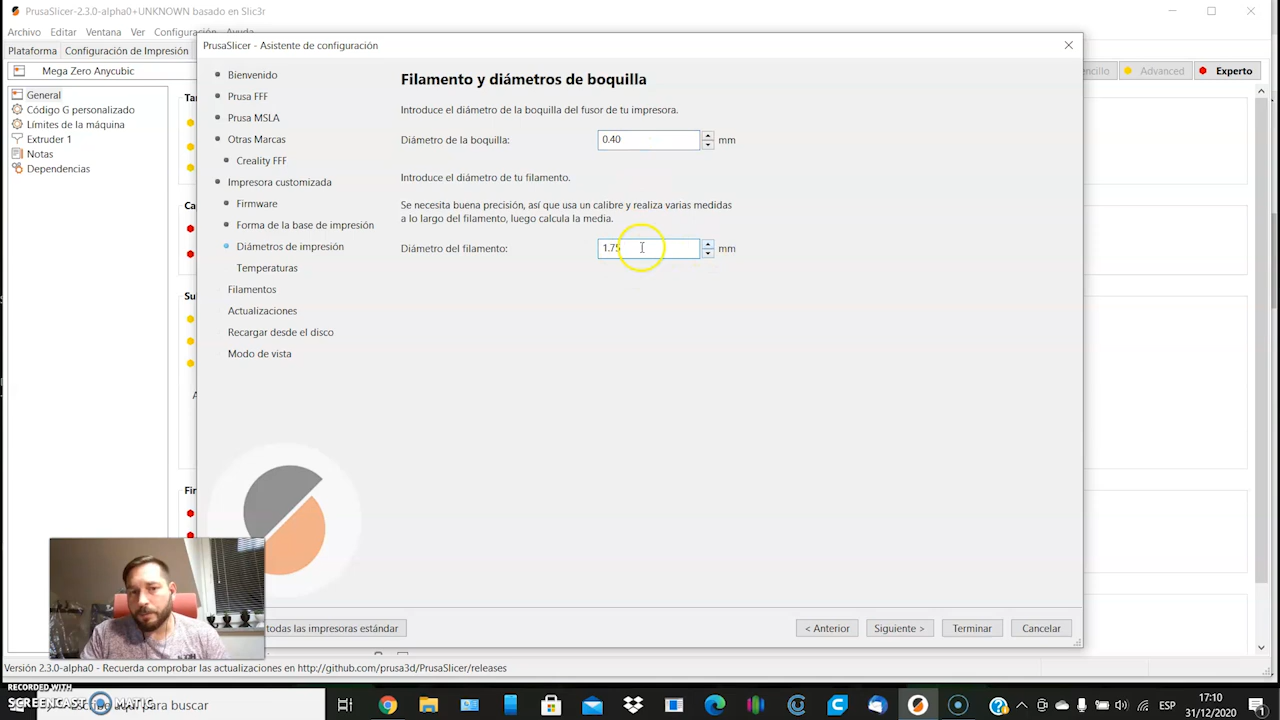 PrusaSlicer-2.3.0-alpha0+UNKNOWN basado en Slic3r
Archivo Editar Ventana Ver Configuración Ayuda
Plataforma Configuración de Impresión
Mega Zero Anycubic
Advanced
Experto
General
Código G personalizado
Límites de la máquina
Extruder 1
Notas
Dependencias
PrusaSlicer - Asistente de configuración
Bienvenido
Prusa FFF
Prusa MSLA
Otras Marcas
Creality FFF
Impresora customizada
Firmware
Forma de la base de impresión
Diámetros de impresión
Temperaturas
Filamentos
Actualizaciones
Recargar desde el disco
Modo de vista
Filamento y diámetros de boquilla
Introduce el diámetro de la boquilla del fusor de tu impresora.
Diámetro de la boquilla: 0.40 mm
Introduce el diámetro de tu filamento.
Se necesita buena precisión, así que usa un calibre y realiza varias medidas
a lo largo del filamento, luego calcula la media.
Diámetro del filamento: 1.75 mm
todas las impresoras estándar
< Anterior Siguiente > Terminar Cancelar
Versión 2.3.0-alpha0 - Recuerda comprobar las actualizaciones en http://github.com/prusa3d/PrusaSlicer/releases
RECORDED WITH
SCREENCAST MATIC
para buscar
ESP
17:10
31/12/2020